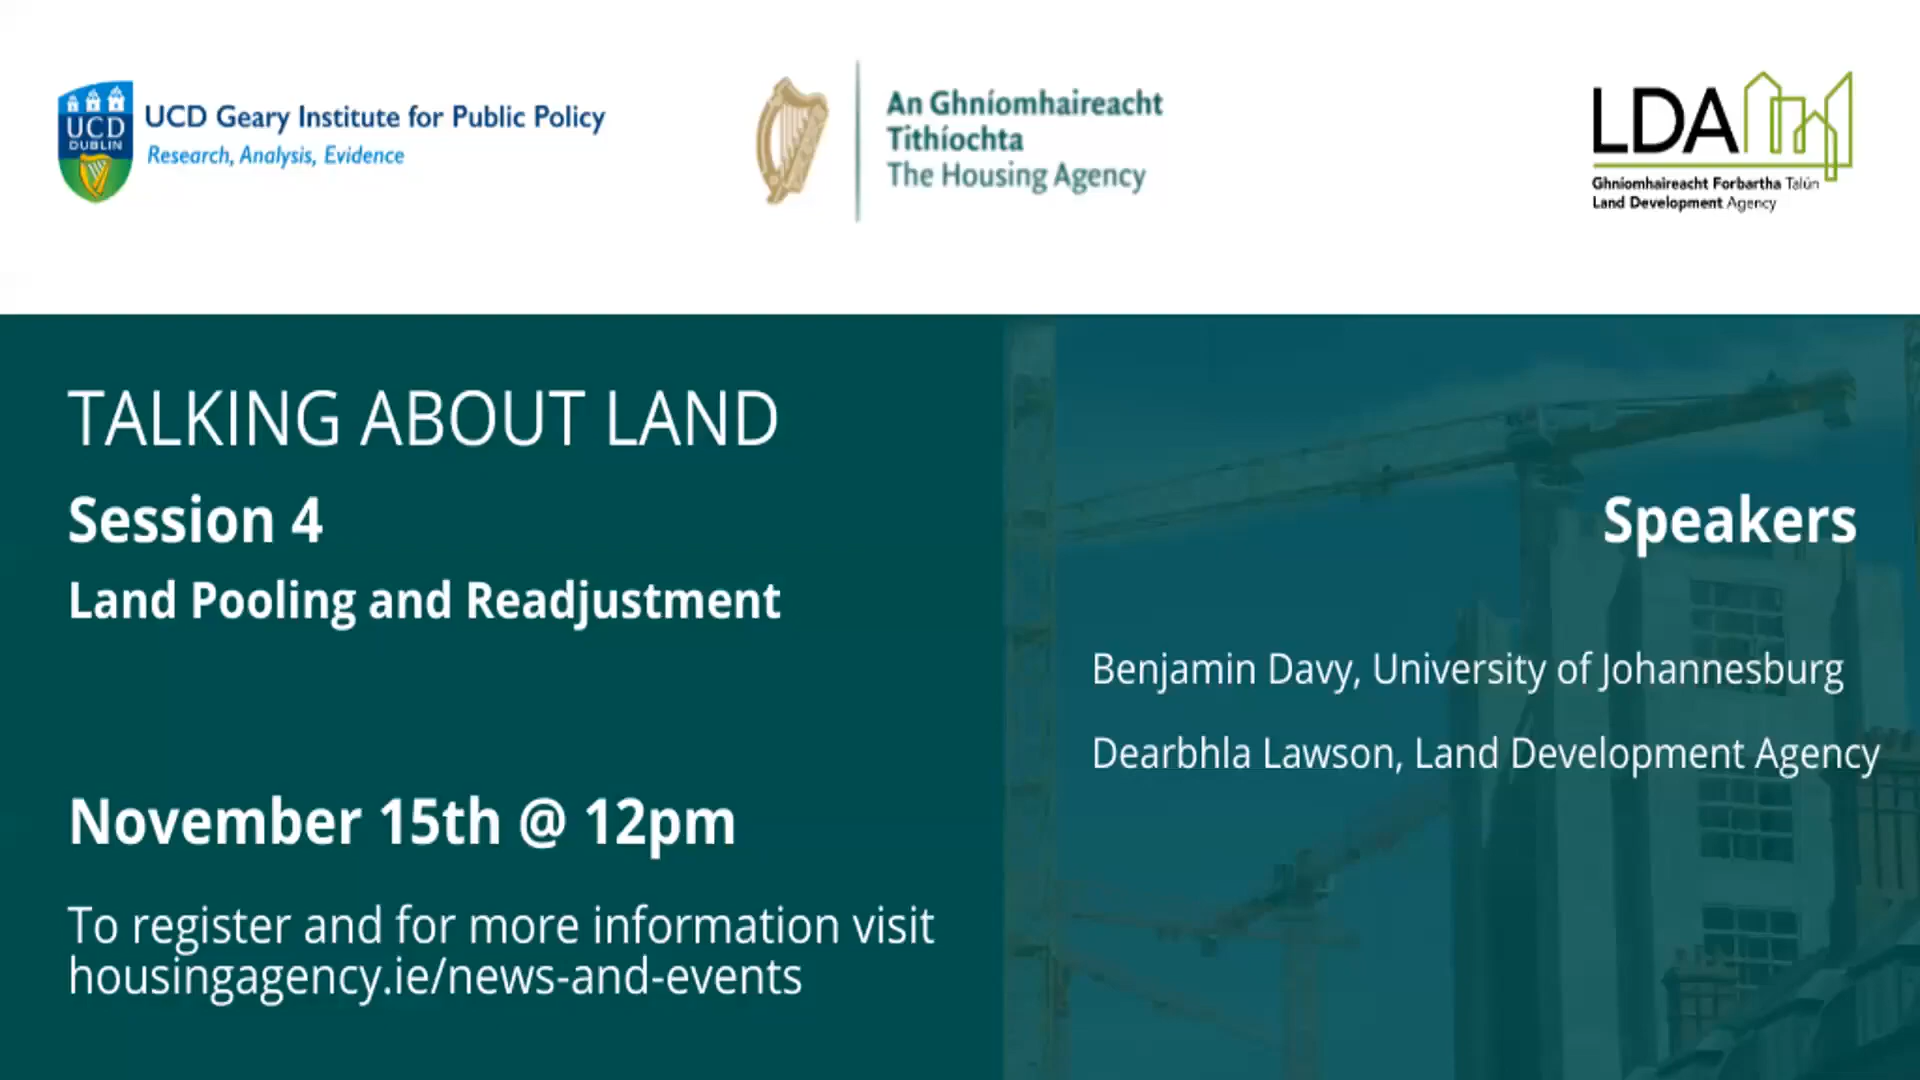 UCD
DUBLIN
UCD Geary Institute for Public Policy
Research, Analysis, Evidence
An Ghníomhaireacht
Tithíochta
The Housing Agency
LDA
Ghníomhaireacht Forbartha Talún
Land Development Agency
TALKING ABOUT LAND
Session 4
Land Pooling and Readjustment
November 15th @ 12pm
To register and for more information visit
housingagency.ie/news-and-events
Speakers
Benjamin Davy, University of Johannesburg
Dearbhla Lawson, Land Development Agency